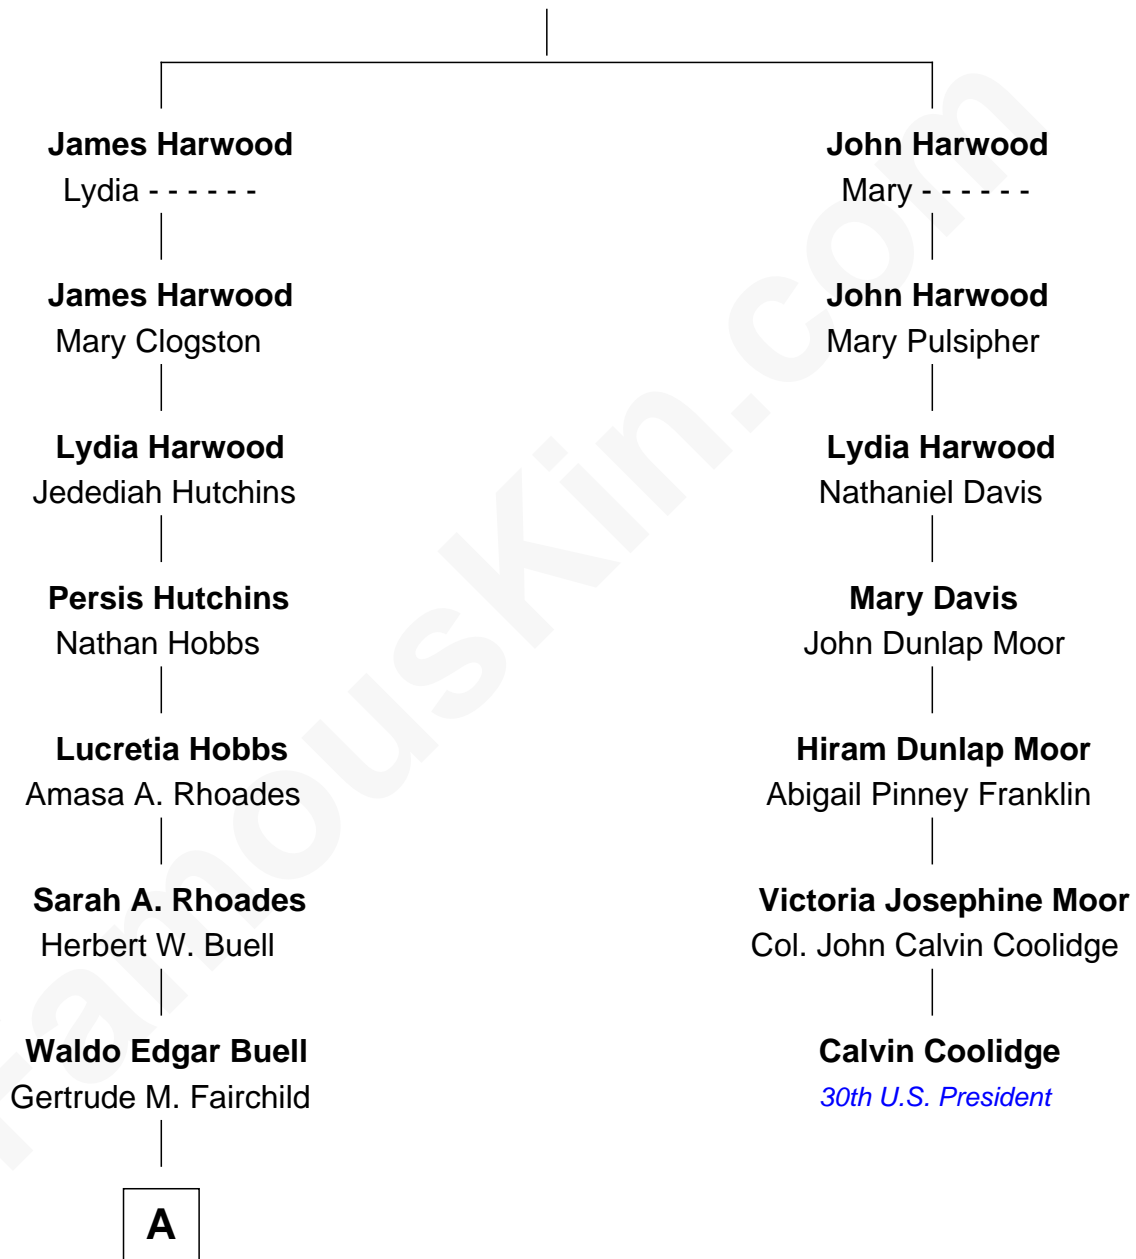 James Harwood
Lydia - - - - - -
James Harwood
Mary Clogston
Lydia Harwood
Jedediah Hutchins
Persis Hutchins
Nathan Hobbs
Lucretia Hobbs
Amasa A. Rhoades
Sarah A. Rhoades
Herbert W. Buell
Waldo Edgar Buell
Gertrude M. Fairchild
A
John Harwood
Mary - - - - - -
John Harwood
Mary Pulsipher
Lydia Harwood
Nathaniel Davis
Mary Davis
John Dunlap Moor
Hiram Dunlap Moor
Abigail Pinney Franklin
Victoria Josephine Moor
Col. John Calvin Coolidge
Calvin Coolidge
30th U.S. President
FamousKin.com